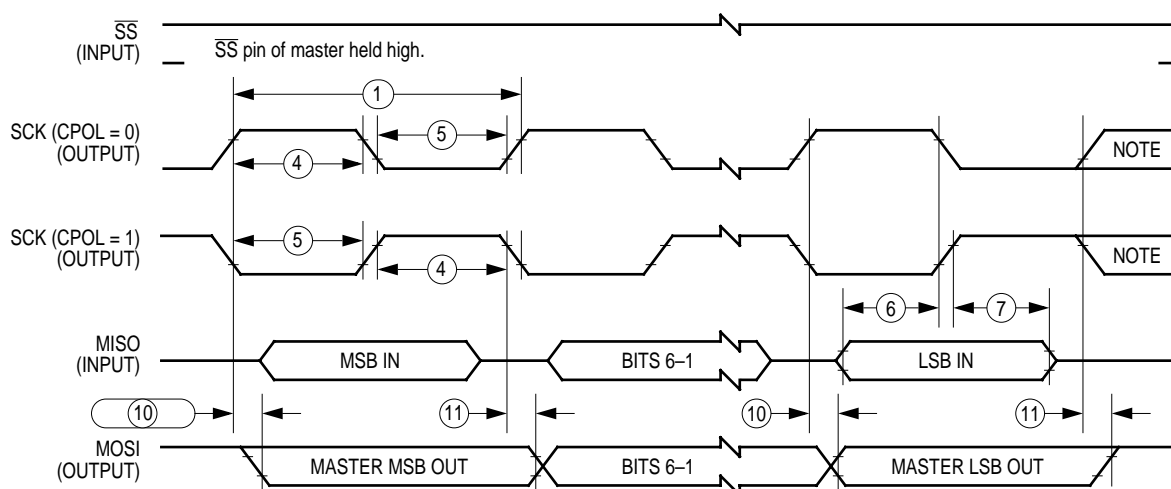 SS
(INPUT)
SS pin of master held high.
1
SCK (CPOL = 0)
(OUTPUT)
5
4
NOTE
SCK (CPOL = 1)
(OUTPUT)
5
4
NOTE
6
7
MISO
(INPUT)
MSB IN
BITS 6–1
LSB IN
10
11
10
11
MOSI
(OUTPUT)
MASTER MSB OUT
BITS 6–1
MASTER LSB OUT